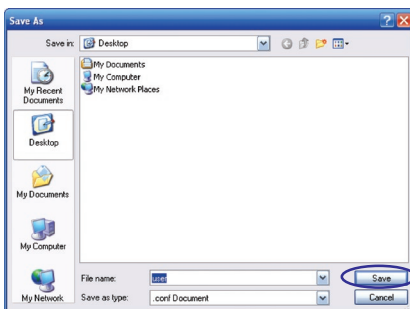 Save As
Save in: Desktop
My Documents
My Computer
My Network Places
My Recent
Documents
Desktop
My Documents
My Computer
My Network
File name: user
Save as type: .conf Document
Save
Cancel